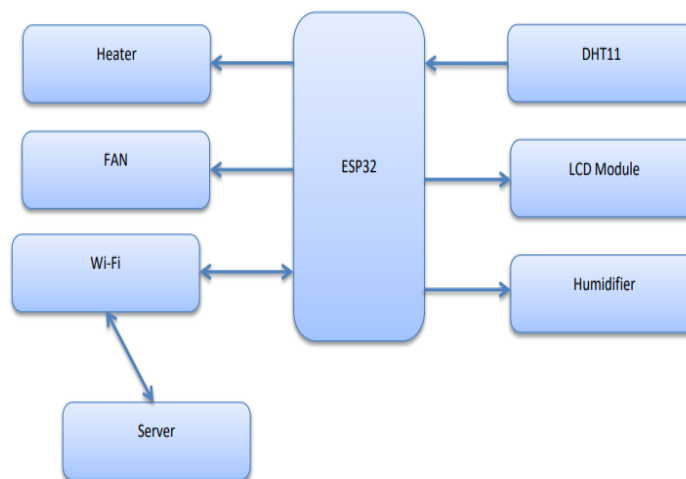 Heater
DHT11
FAN
ESP32
LCD Module
Wi-Fi
Humidifier
Server